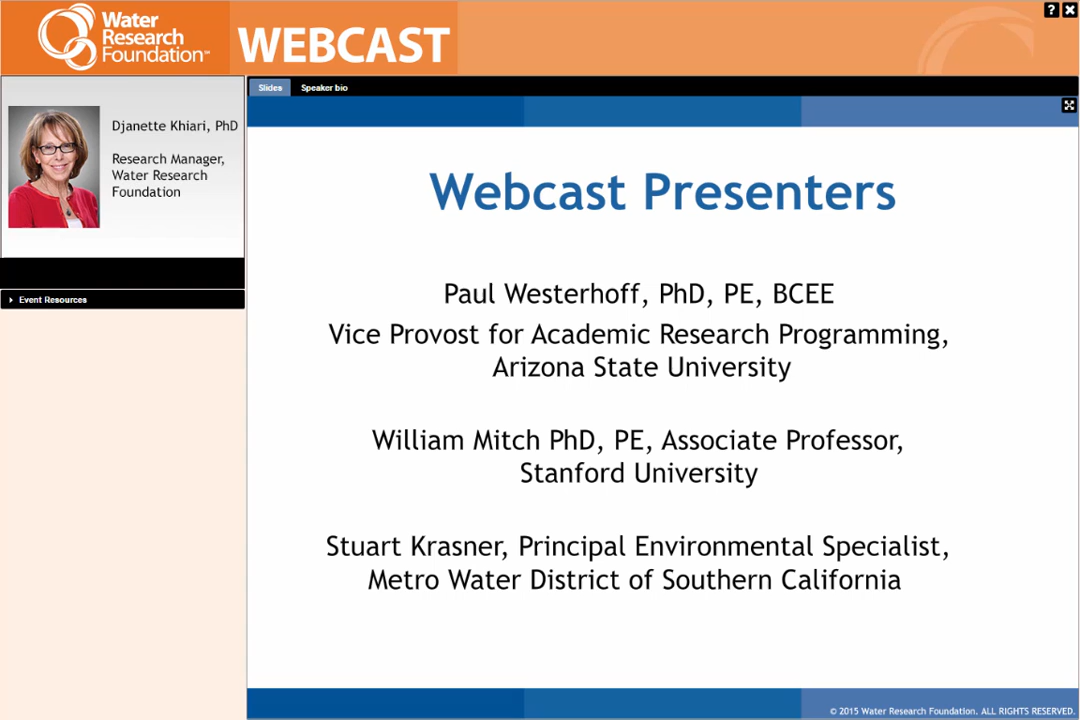 Water
Research
Foundation™
WEBCAST
? X
Slides Speaker bio
Djanette Khiari, PhD
Research Manager,
Water Research
Foundation
Event Resources
Webcast Presenters
Paul Westerhoff, PhD, PE, BCEE
Vice Provost for Academic Research Programming,
Arizona State University
William Mitch PhD, PE, Associate Professor,
Stanford University
Stuart Krasner, Principal Environmental Specialist,
Metro Water District of Southern California
© 2015 Water Research Foundation. ALL RIGHTS RESERVED.